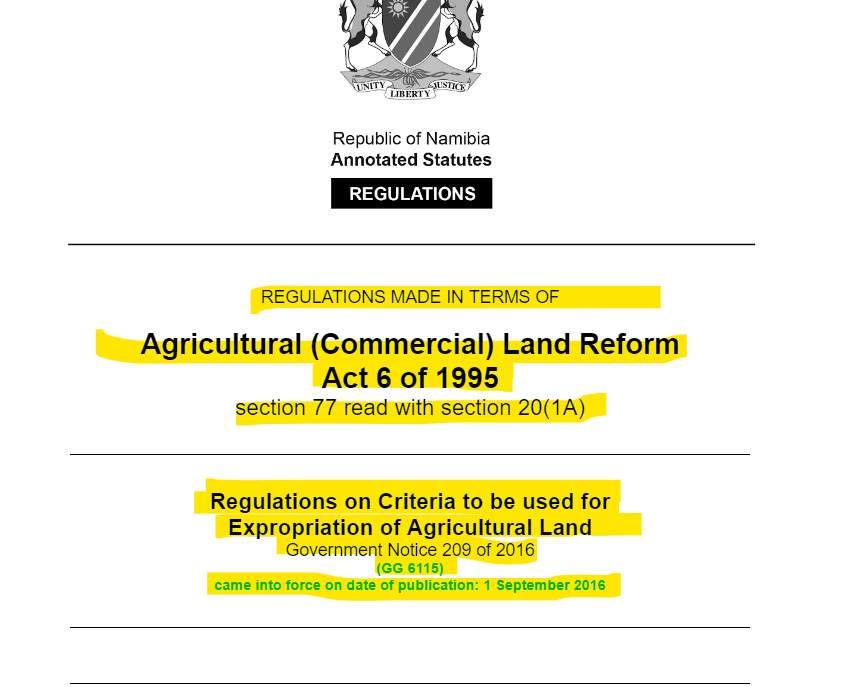 UNITY
LIBERTY
JUSTICE
Republic of Namibia
Annotated Statutes
REGULATIONS
REGULATIONS MADE IN TERMS OF
Agricultural (Commercial) Land Reform
Act 6 of 1995
section 77 read with section 20(1A)
Regulations on Criteria to be used for
Expropriation of Agricultural Land
Government Notice 209 of 2016
(GG 6115)
came into force on date of publication: 1 September 2016